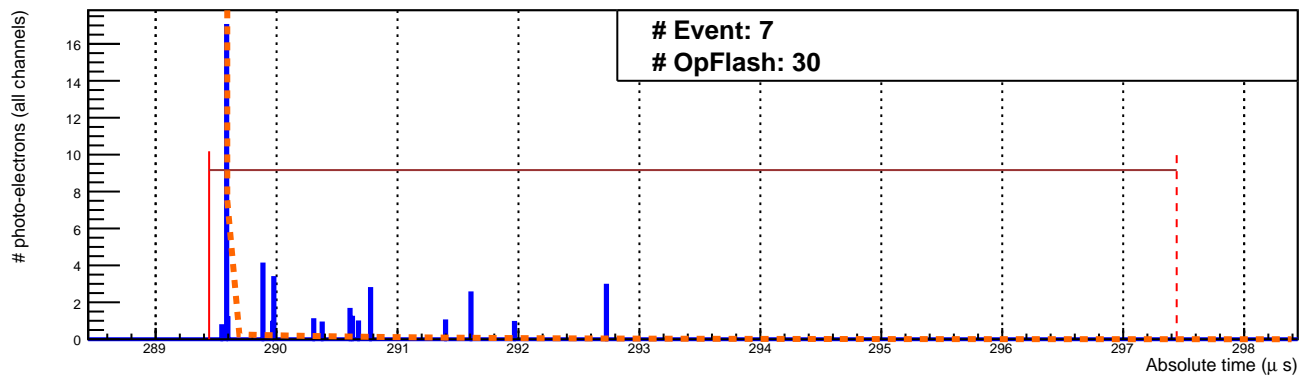 # Event: 7
# OpFlash: 30
# photo-electrons (all channels)
16
14
12
10
8
6
4
2
0
289 290 291 292 293 294 295 296 297 298
Absolute time (μ s)